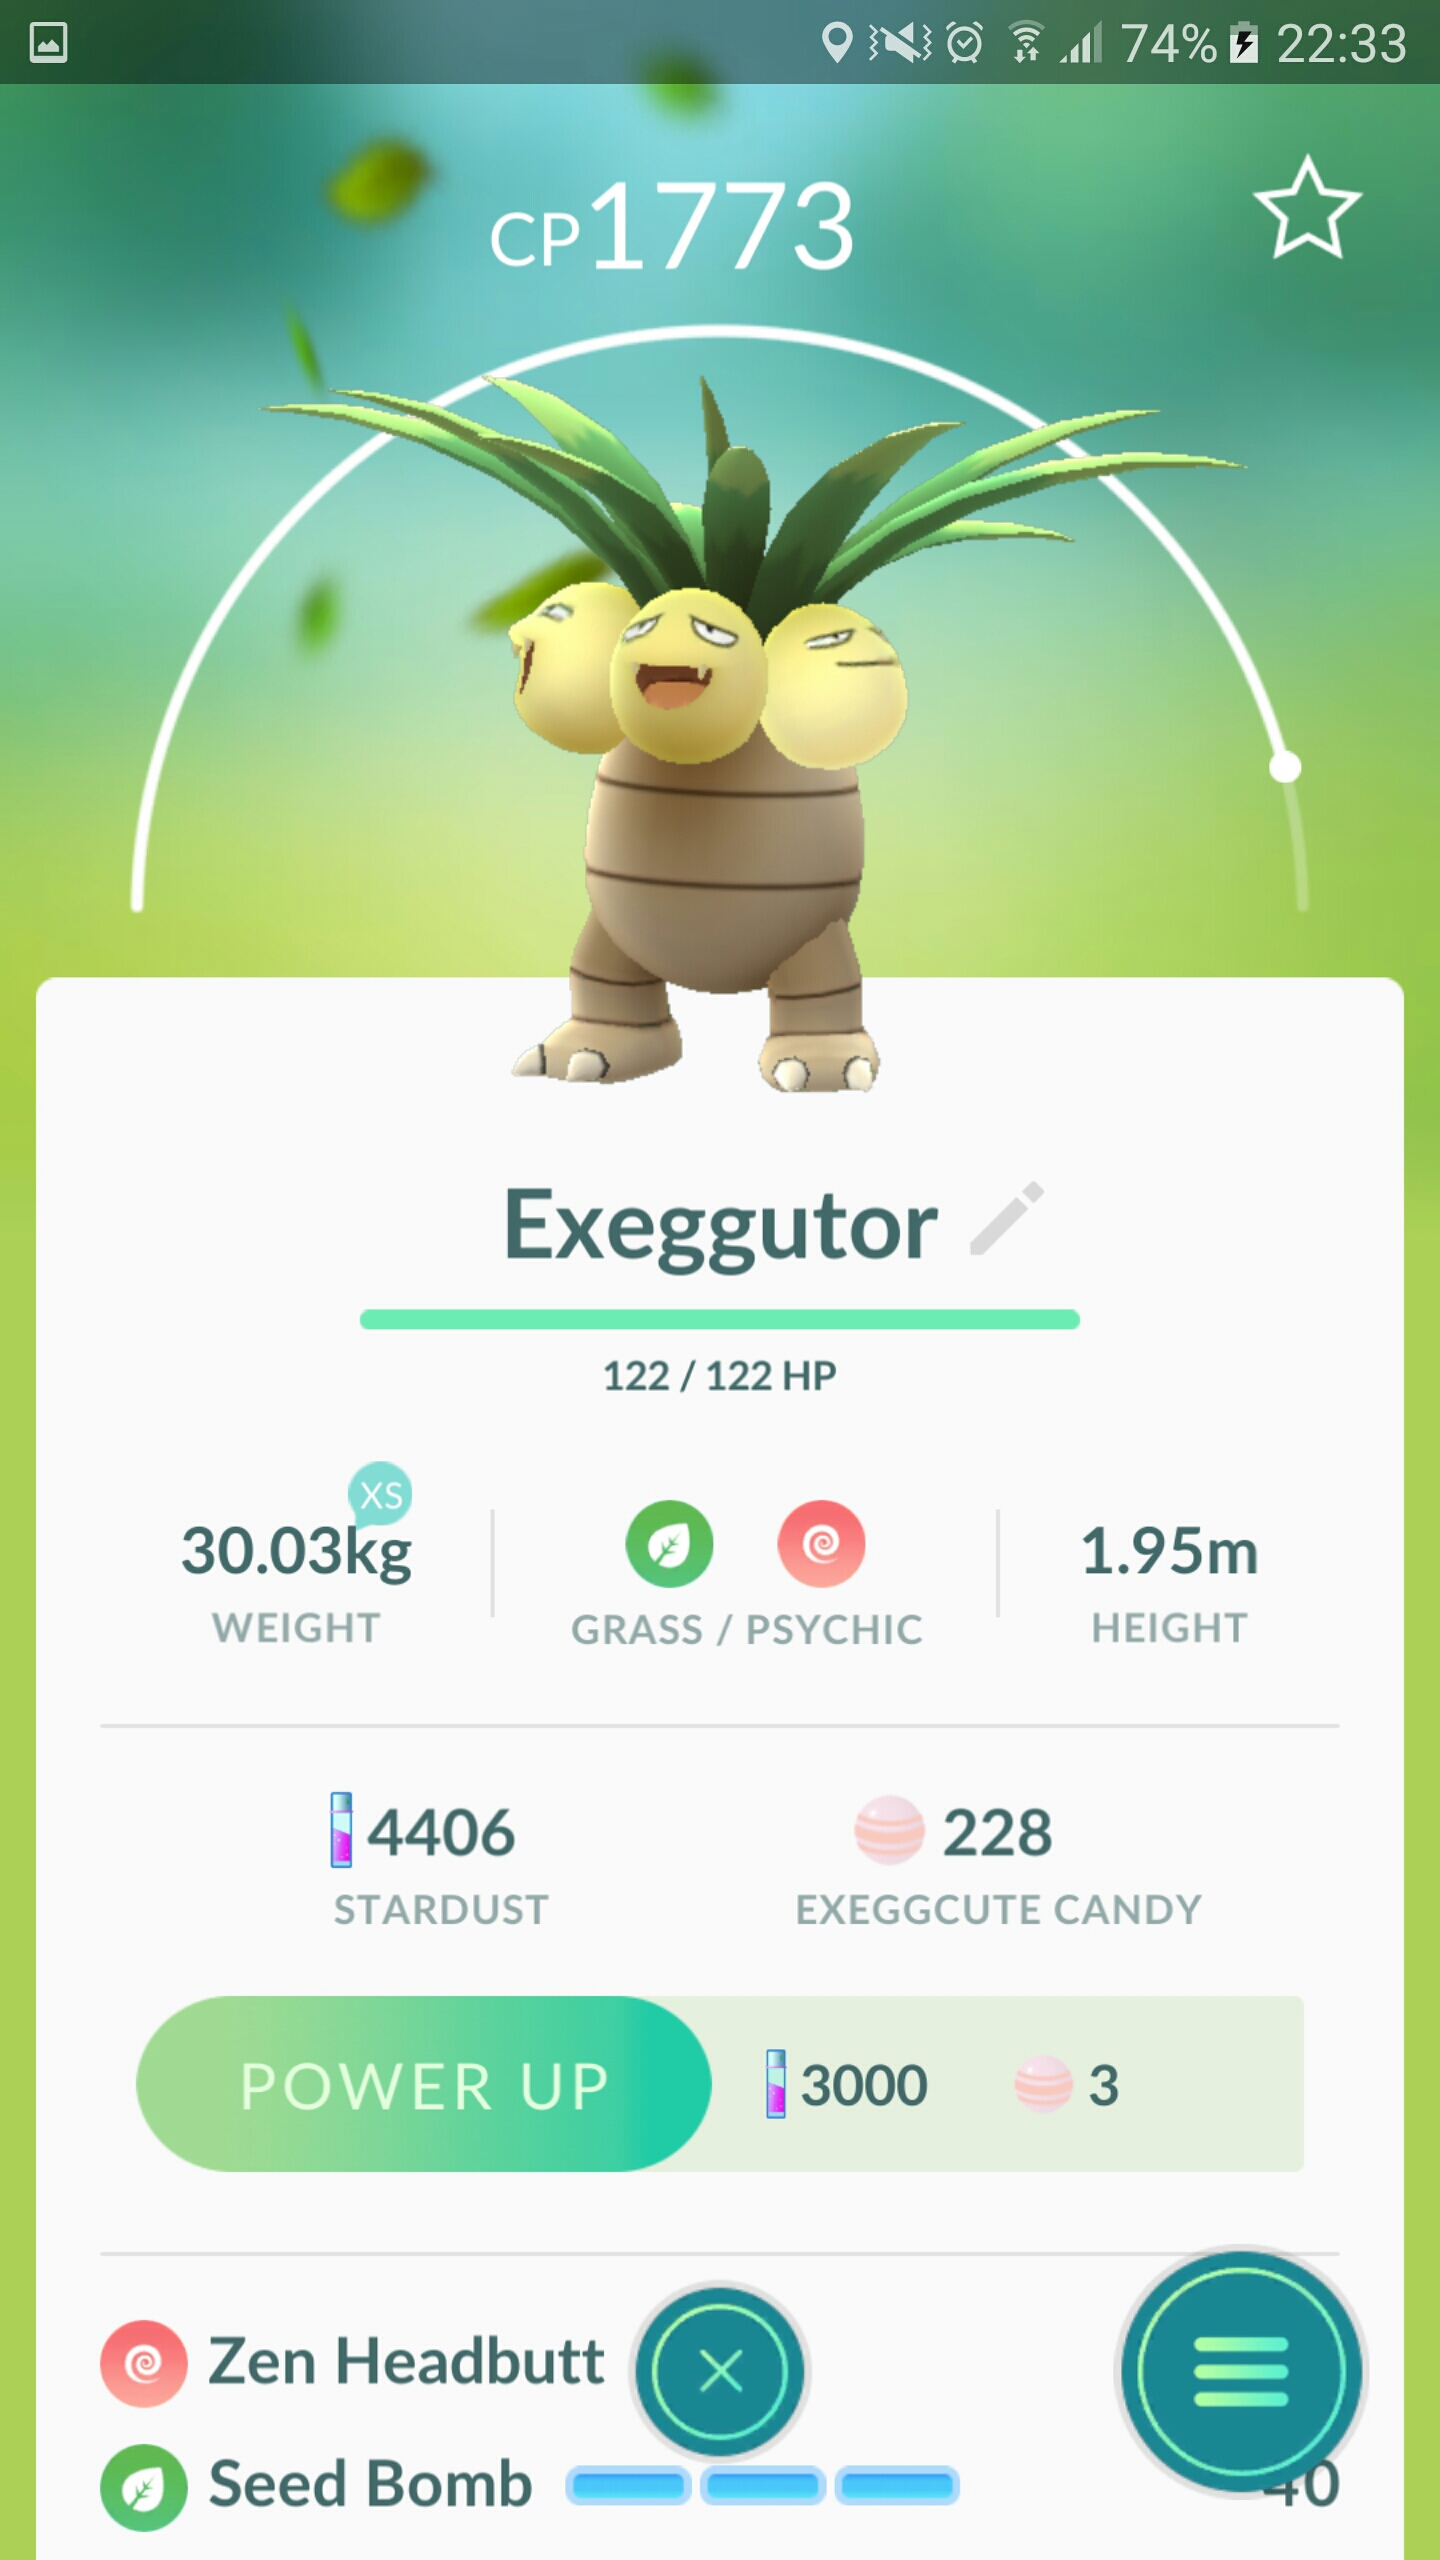 74% 22:33
CP1773
Exeggutor
122 / 122 HP
XS
30.03kg
WEIGHT
GRASS / PSYCHIC
1.95m
HEIGHT
4406
STARDUST
228
EXEGGCUTE CANDY
POWER UP 3000 3
Zen Headbutt
Seed Bomb 40